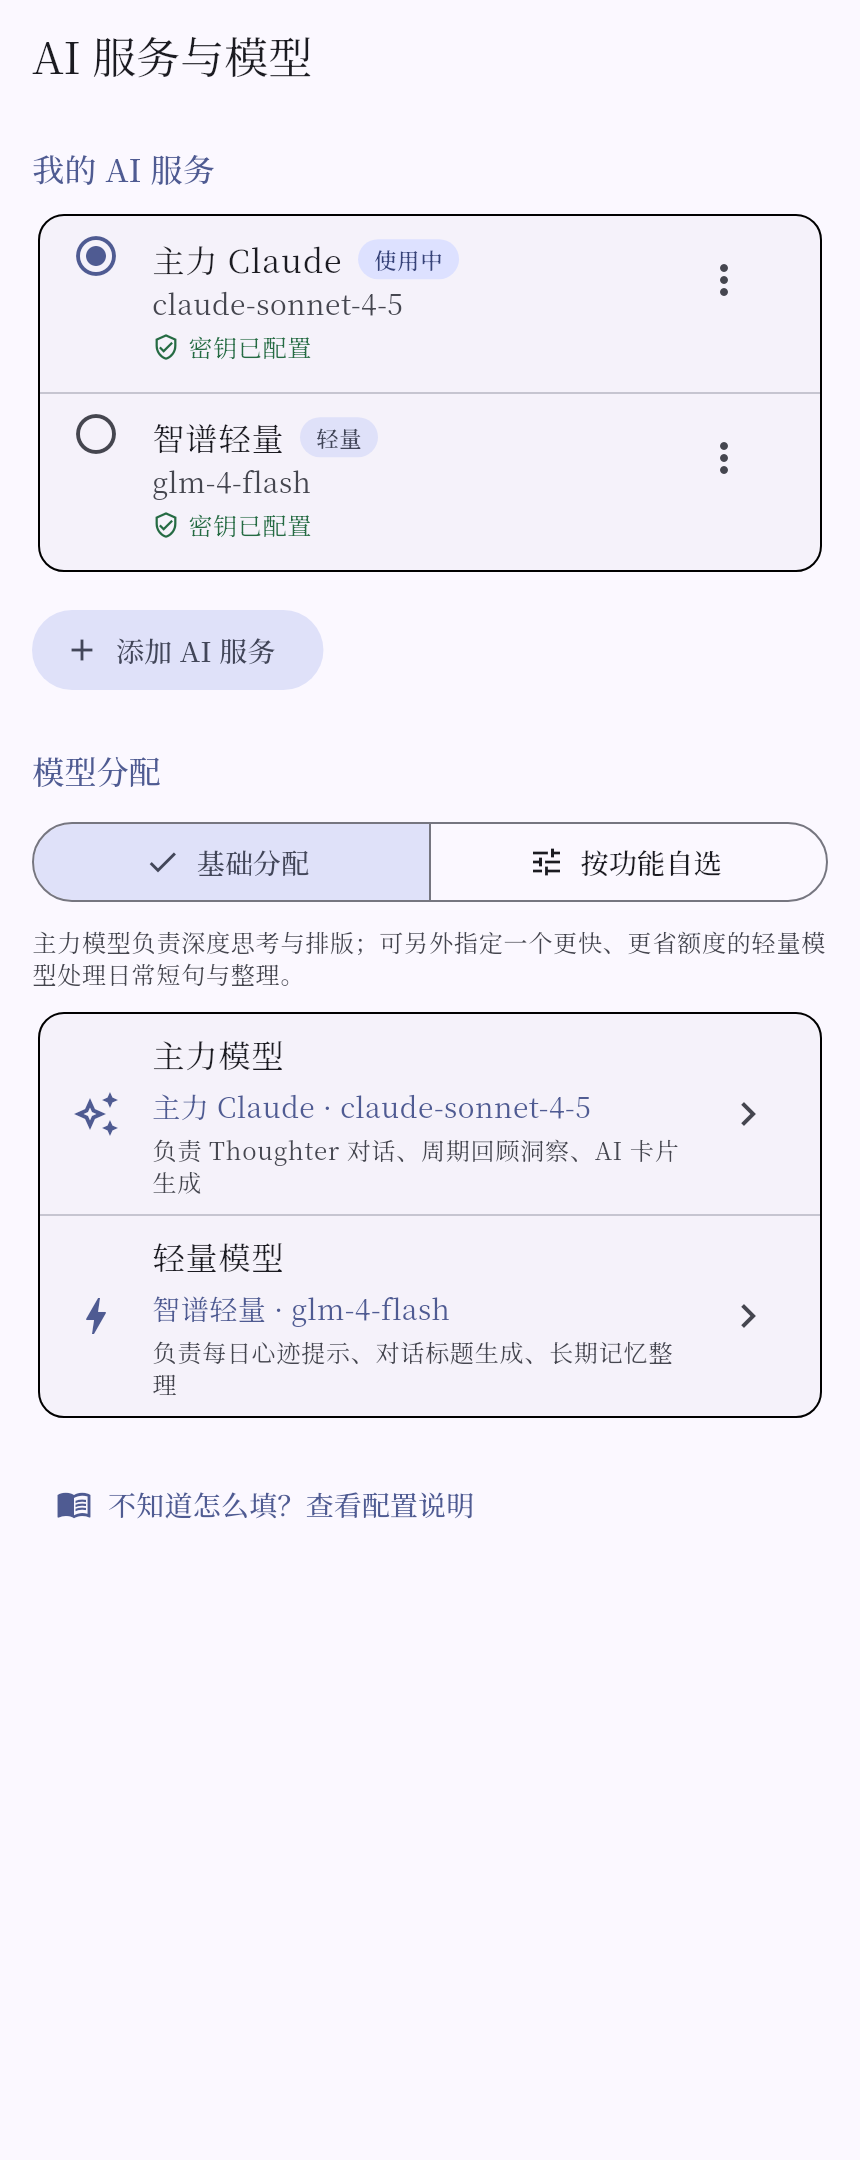 AI 服务与模型
我的 AI 服务
主力 Claude 使用中
claude-sonnet-4-5
密钥已配置
智谱轻量 轻量
glm-4-flash
密钥已配置
添加 AI 服务
模型分配
基础分配 按功能自选
主力模型负责深度思考与排版；可另外指定一个更快、更省额度的轻量模
型处理日常短句与整理。
主力模型
主力 Claude · claude-sonnet-4-5
负责 Thoughter 对话、周期回顾洞察、AI 卡片
生成
轻量模型
智谱轻量 · glm-4-flash
负责每日心迹提示、对话标题生成、长期记忆整
理
不知道怎么填？查看配置说明